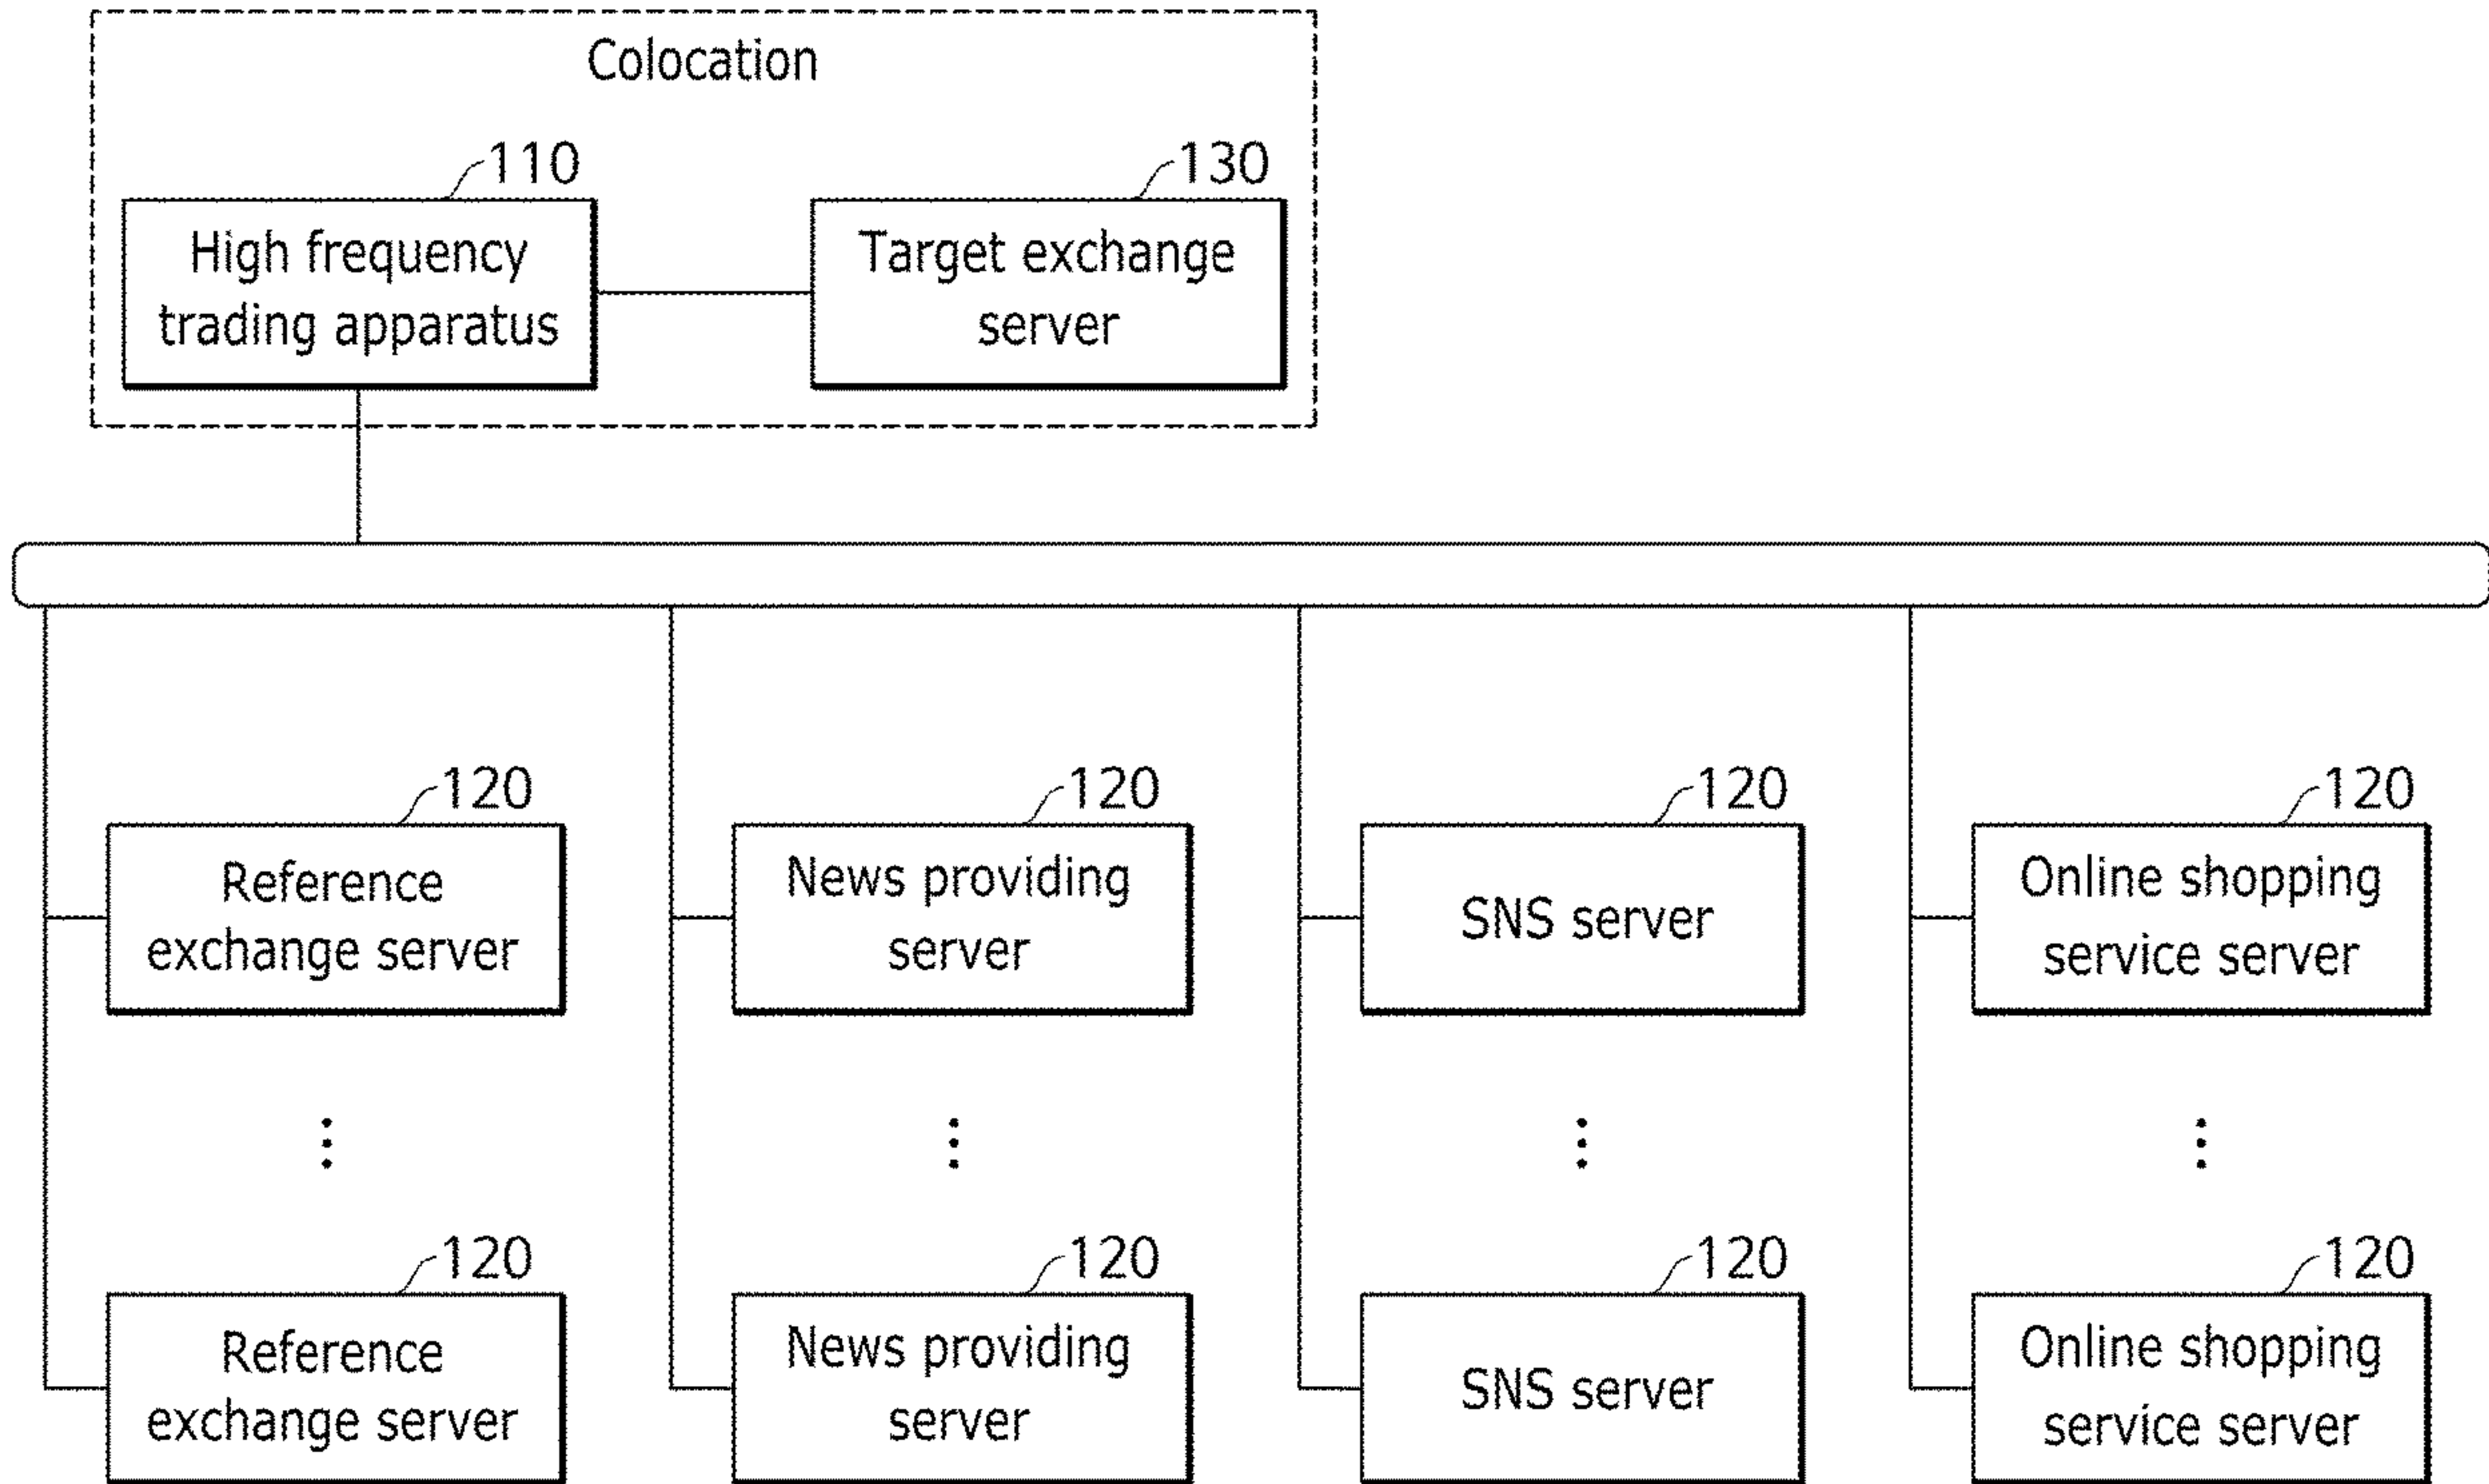 Colocation
110
130
High frequency
trading apparatus
Target exchange
server
120
120
120
120
Reference
exchange server
News providing
server
SNS server
Online shopping
service server
120
120
120
120
Reference
exchange server
News providing
server
SNS server
Online shopping
service server